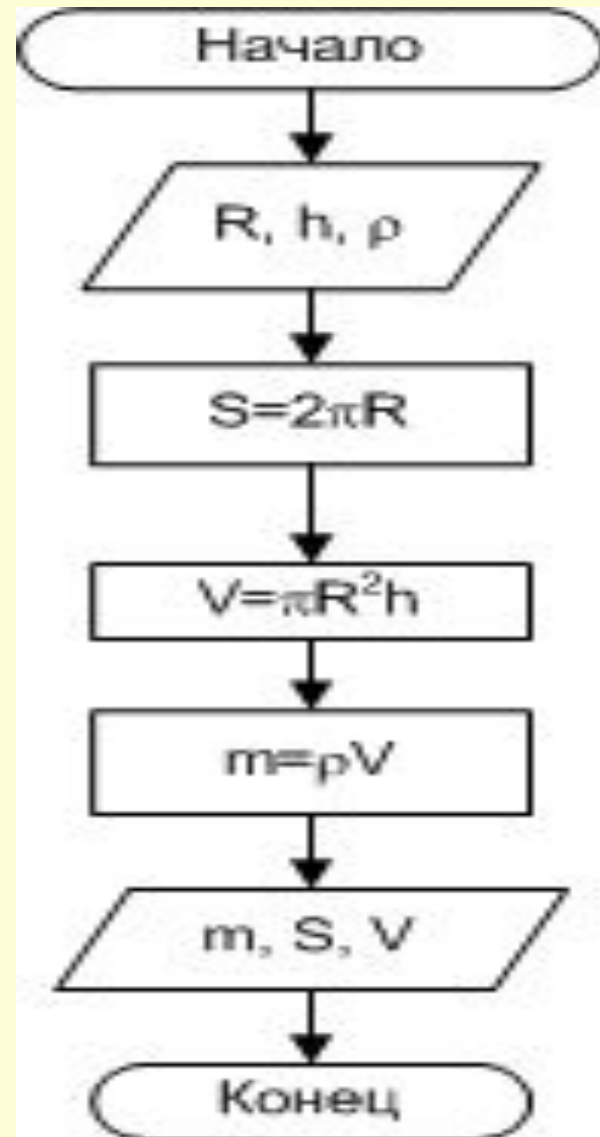 Начало
R, h, ρ
S=2πR
V=πR²h
m=ρV
m, S, V
Конец